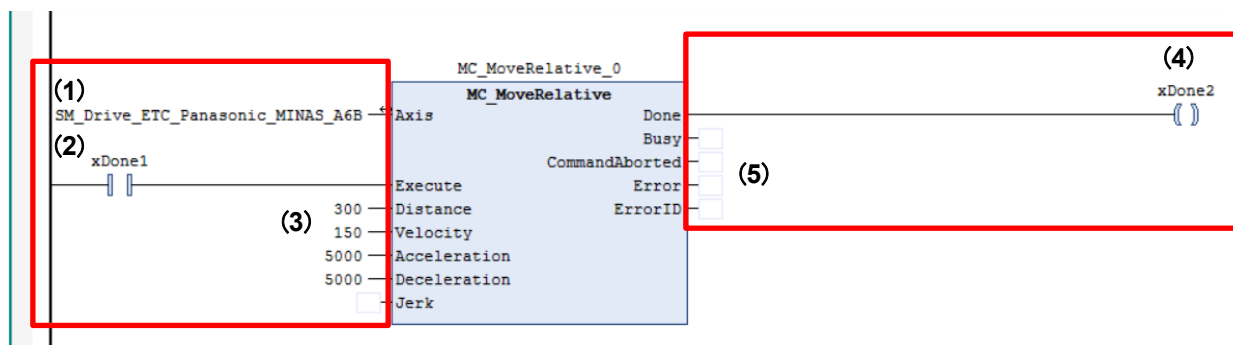 (4)
MC_MoveRelative_0
xDone2
(1)
MC_MoveRelative
SM_Drive_ETC_Panasonic_MINAS_A6B
Axis
Done
(2)
Busy
xDone1
CommandAborted
(5)
Execute
Error
(3)
300
Distance
ErrorID
150
Velocity
5000
Acceleration
5000
Deceleration
Jerk